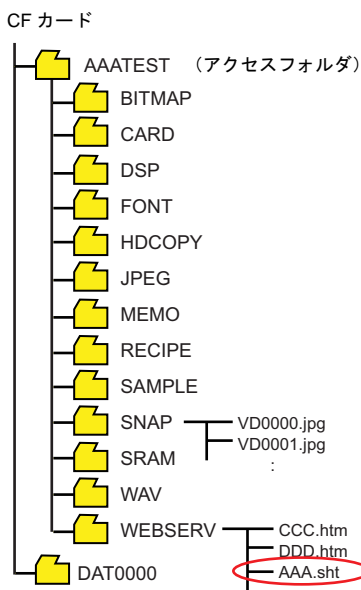 CF カード
AAATEST （アクセスフォルダ）
BITMAP
CARD
DSP
FONT
HDCOPY
JPEG
MEMO
RECIPE
SAMPLE
SNAP VD0000.jpg
VD0001.jpg
SRAM :
WAV
WEBSERV CCC.htm
DDD.htm
DAT0000 AAA.sht